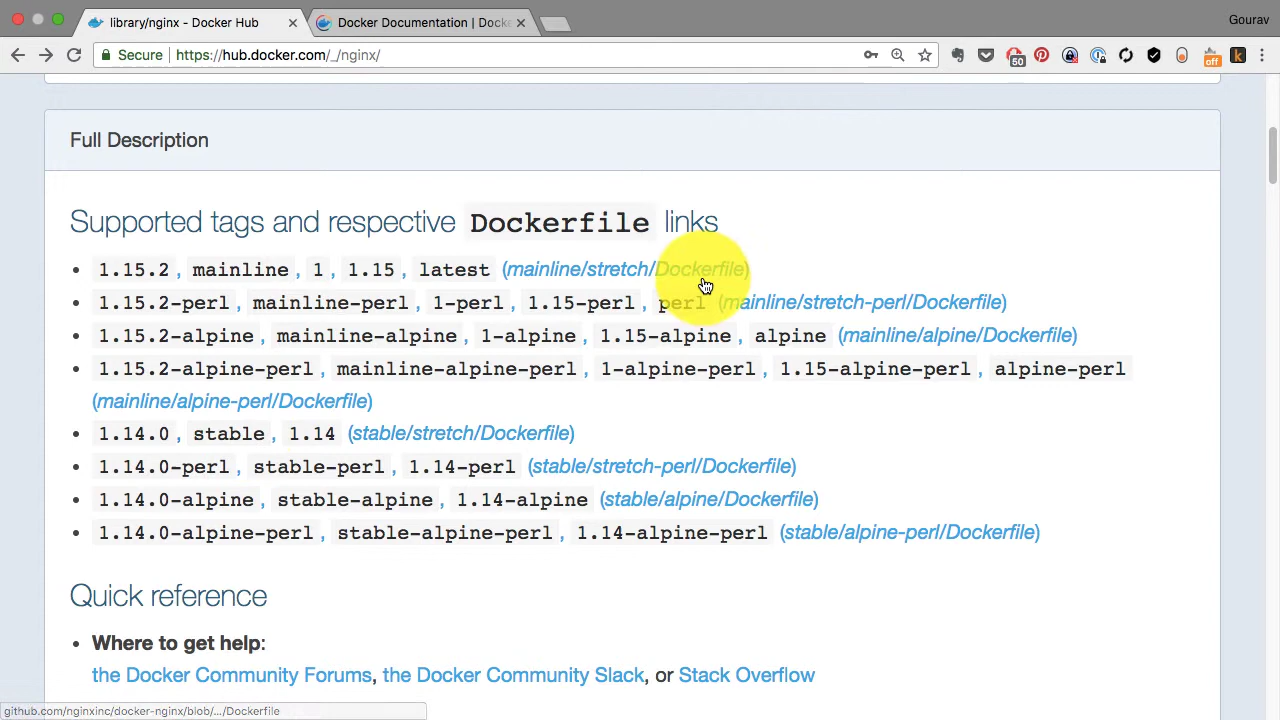 library/nginx - Docker Hub
Docker Documentation | Docke
Gourav
Secure https://hub.docker.com/_/nginx/
50
off
k
Full Description
Supported tags and respective Dockerfile links
1.15.2, mainline, 1, 1.15, latest (mainline/stretch/Dockerfile)
1.15.2-perl, mainline-perl, 1-perl, 1.15-perl, perl (mainline/stretch-perl/Dockerfile)
1.15.2-alpine, mainline-alpine, 1-alpine, 1.15-alpine, alpine (mainline/alpine/Dockerfile)
1.15.2-alpine-perl, mainline-alpine-perl, 1-alpine-perl, 1.15-alpine-perl, alpine-perl
(mainline/alpine-perl/Dockerfile)
1.14.0, stable, 1.14 (stable/stretch/Dockerfile)
1.14.0-perl, stable-perl, 1.14-perl (stable/stretch-perl/Dockerfile)
1.14.0-alpine, stable-alpine, 1.14-alpine (stable/alpine/Dockerfile)
1.14.0-alpine-perl, stable-alpine-perl, 1.14-alpine-perl (stable/alpine-perl/Dockerfile)
Quick reference
Where to get help:
the Docker Community Forums, the Docker Community Slack, or Stack Overflow
github.com/nginxinc/docker-nginx/blob/.../Dockerfile